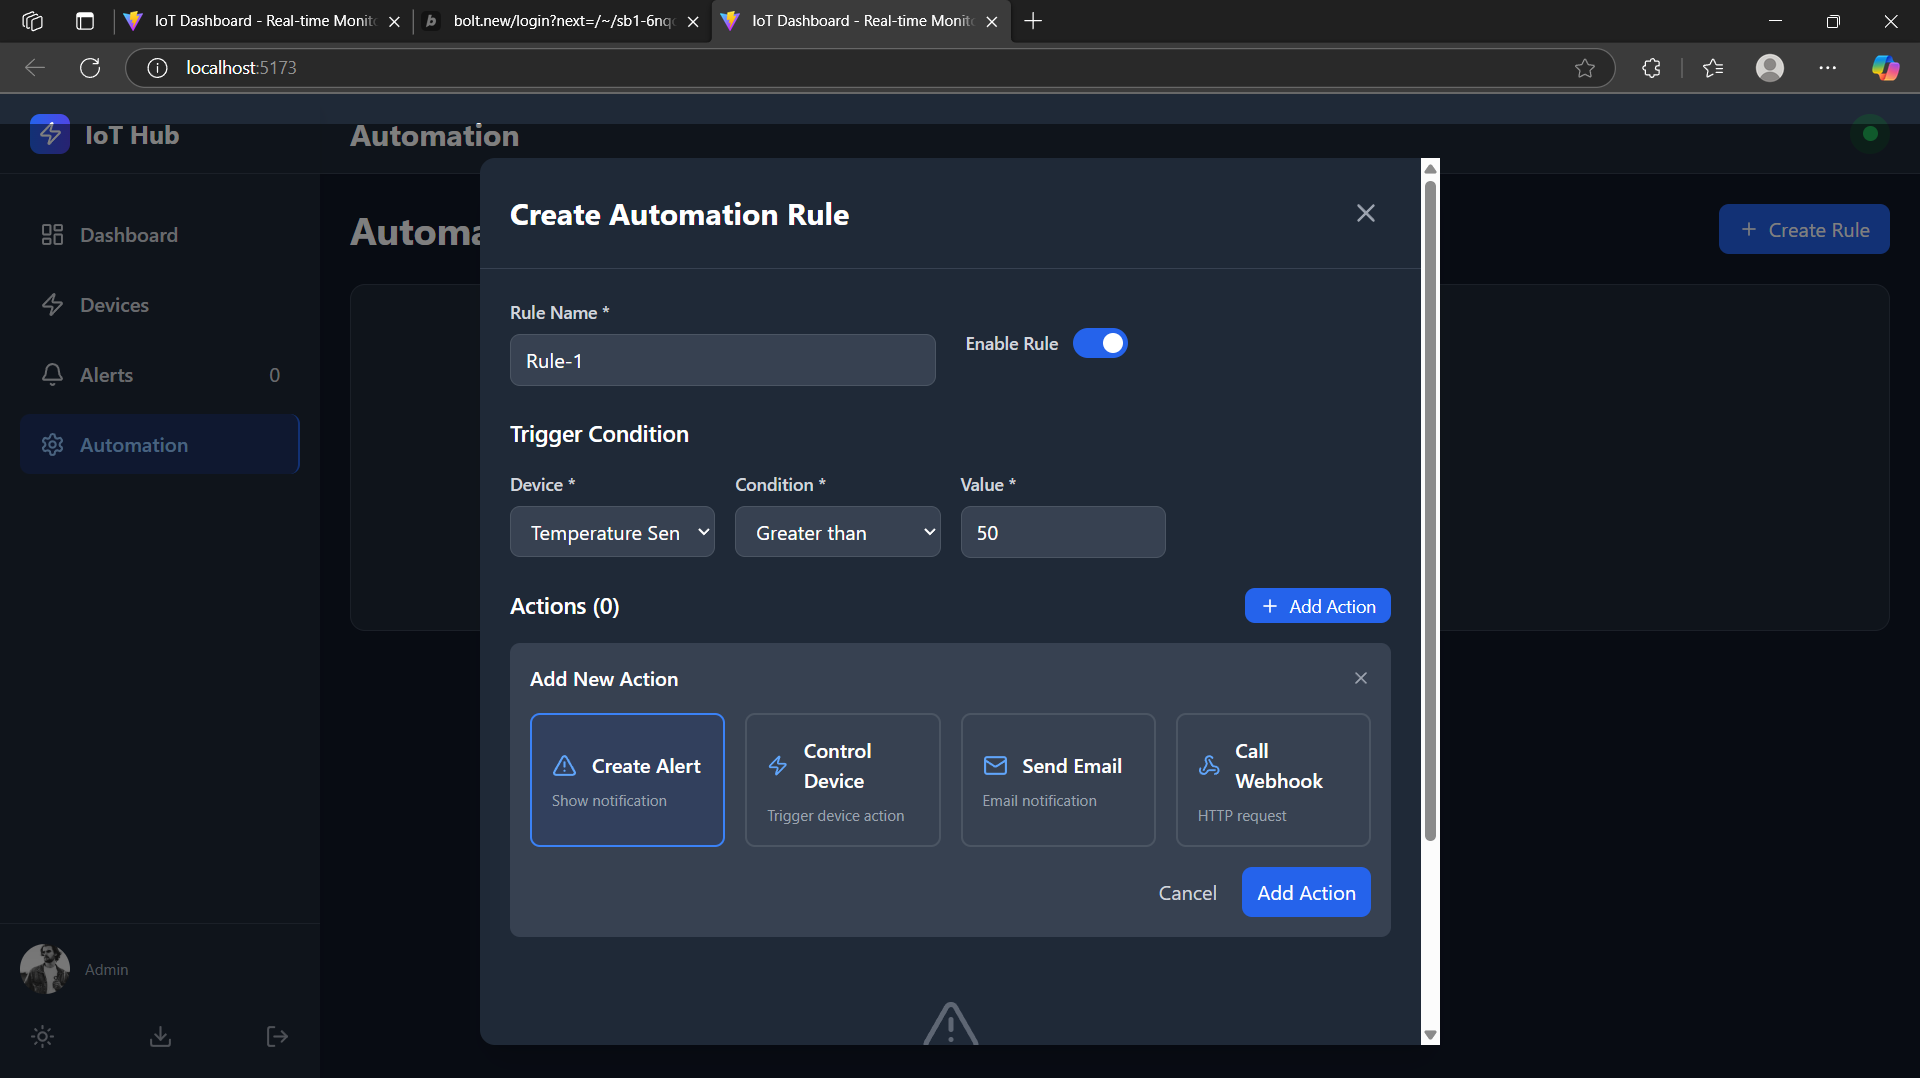 IoT Dashboard - Real-time Monit
bolt.new/login?next=/~/sb1-6nq
IoT Dashboard - Real-time Monit
localhost:5173
IoT Hub
Automation
Dashboard
Devices
Alerts 0
Automation
Admin
Create Rule
Create Automation Rule
Rule Name *
Rule-1
Enable Rule
Trigger Condition
Device * Condition * Value *
Temperature Sen Greater than 50
Actions (0)
+ Add Action
Add New Action
Create Alert
Show notification
Control
Device
Trigger device action
Send Email
Email notification
Call
Webhook
HTTP request
Cancel
Add Action